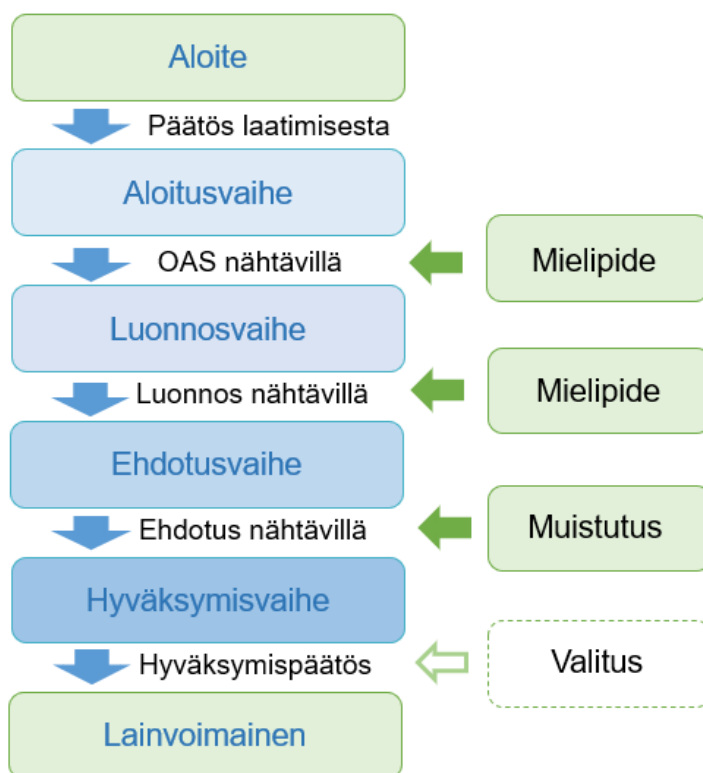 Aloite
Päätös laatimisesta
Aloitusvaihe
OAS nähtävillä
Mielipide
Luonnosvaihe
Luonnos nähtävillä
Mielipide
Ehdotusvaihe
Ehdotus nähtävillä
Muistutus
Hyväksymisvaihe
Hyväksymispäätös
Valitus
Lainvoimainen